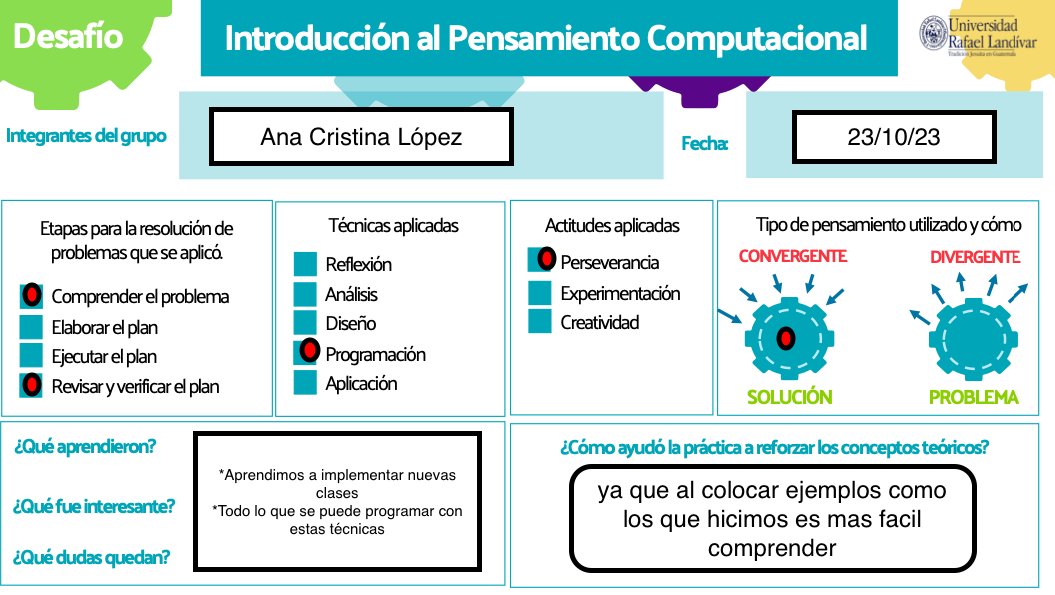 Desafío
Introducción al Pensamiento Computacional
Universidad
Rafael Landívar
Tradición Jesuita en Guatemala
Integrantes del grupo
Ana Cristina López
Fecha:
23/10/23
Etapas para la resolución de
problemas que se aplicó.
Comprender el problema
Elaborar el plan
Ejecutar el plan
Revisar y verificar el plan
Técnicas aplicadas
Reflexión
Análisis
Diseño
Programación
Aplicación
Actitudes aplicadas
Perseverancia
Experimentación
Creatividad
Tipo de pensamiento utilizado y cómo
CONVERGENTE
DIVERGENTE
SOLUCIÓN
PROBLEMA
¿Qué aprendieron?
¿Qué fue interesante?
¿Qué dudas quedan?
*Aprendimos a implementar nuevas
clases
*Todo lo que se puede programar con
estas técnicas
¿Cómo ayudó la práctica a reforzar los conceptos teóricos?
ya que al colocar ejemplos como
los que hicimos es mas facil
comprender